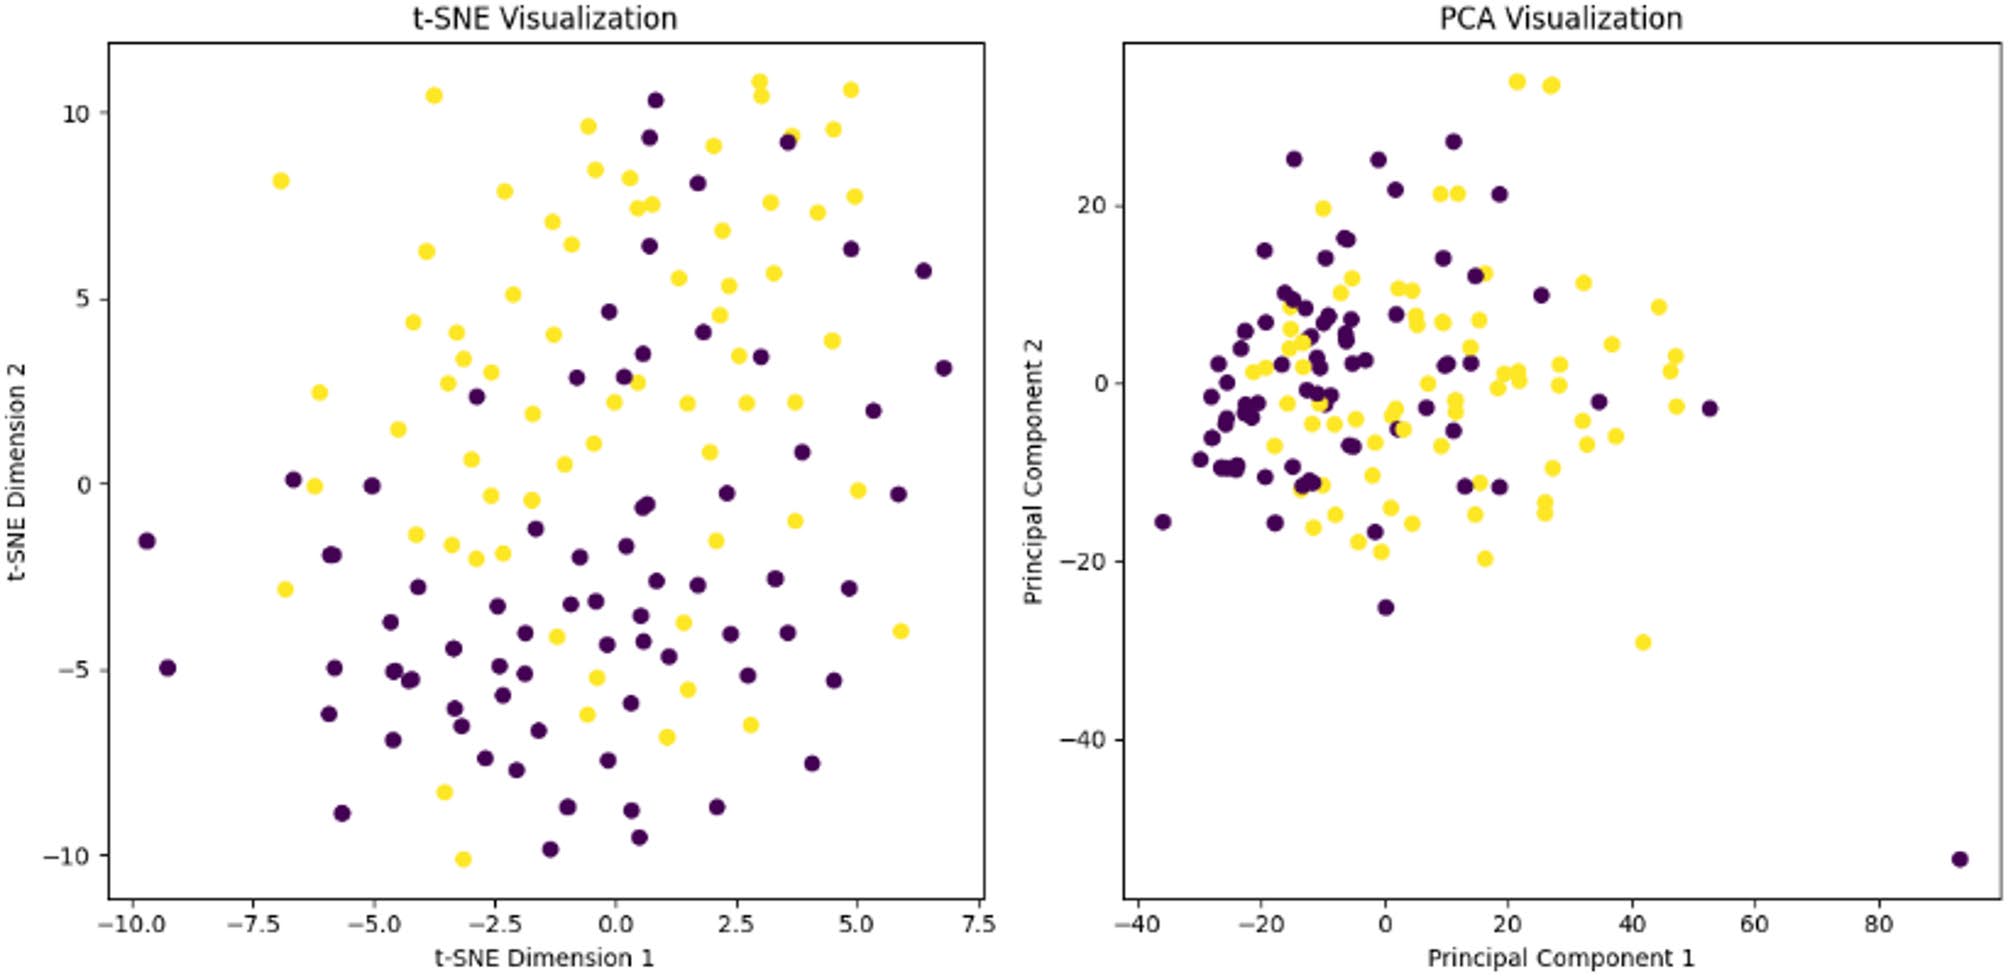 t-SNE Visualization
10
5
0
−5
−10
−10.0 −7.5 −5.0 −2.5 0.0 2.5 5.0 7.5
t-SNE Dimension 1
t-SNE Dimension 2
PCA Visualization
20
0
−20
−40
−40 −20 0 20 40 60 80
Principal Component 1
Principal Component 2